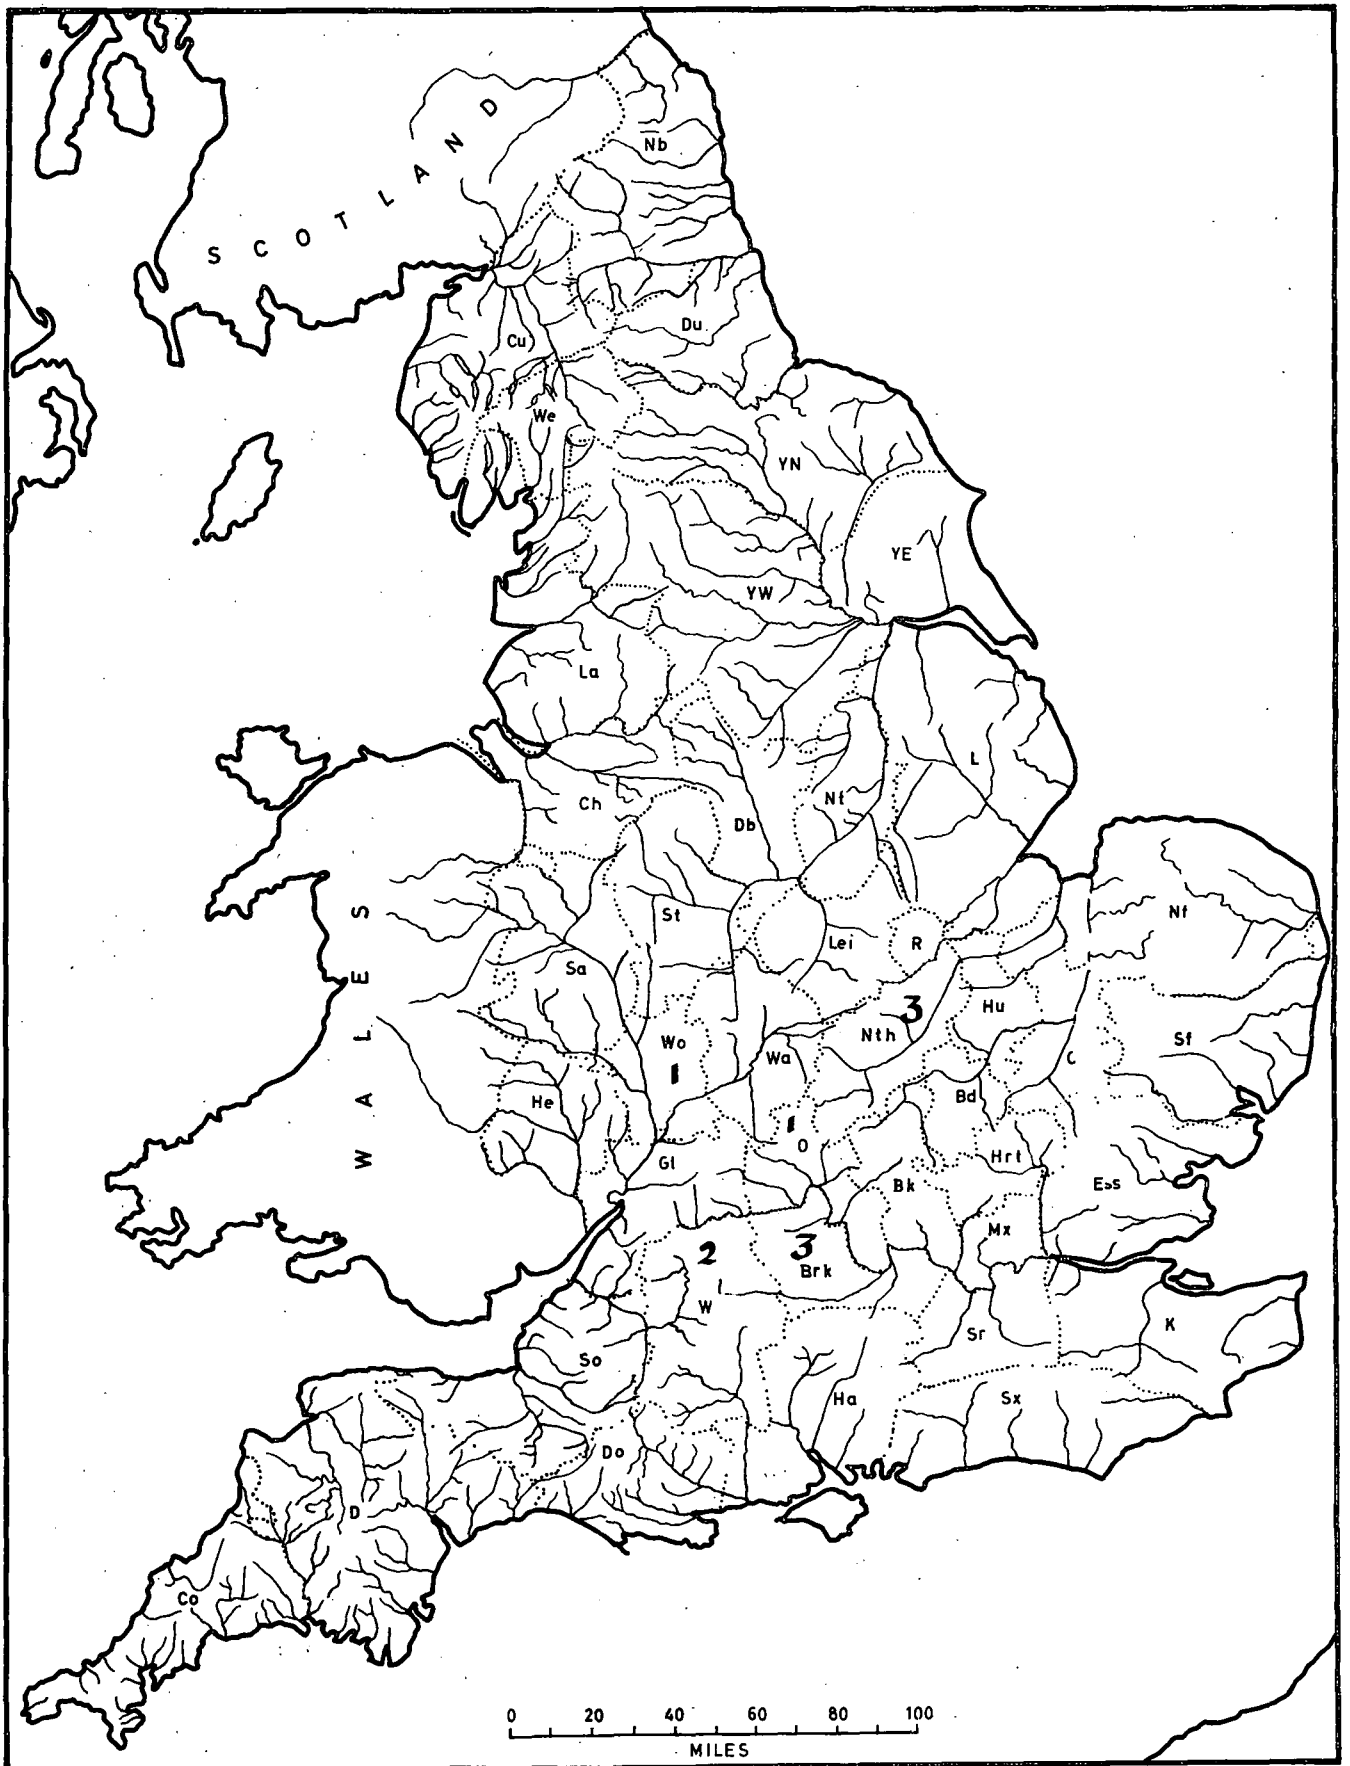 SCOTLAND
Nb
Du
Cu
We
YN
YE
YW
La
L
Ch
Nt
Db
WALES
St
Nf
Lei
R
Sa
3
Hu
Nth
Sf
Wo
Wa
C
1
Bd
He
1
O
Hrt
Gl
Bk
Ess
Mx
2
3
Brk
W
Sr
K
So
Ha
Sx
Do
D
Co
0 20 40 60 80 100
MILES